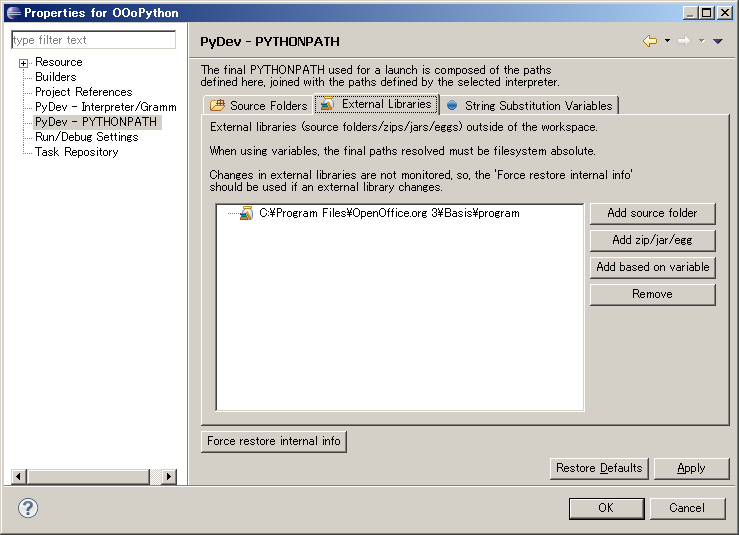 Properties for OOoPython
type filter text
Resource
Builders
Project References
PyDev - Interpreter/Gramm
PyDev - PYTHONPATH
Run/Debug Settings
Task Repository
PyDev - PYTHONPATH
The final PYTHONPATH used for a launch is composed of the paths
defined here, joined with the paths defined by the selected interpreter.
Source Folders
External Libraries
String Substitution Variables
External libraries (source folders/zips/jars/eggs) outside of the workspace.
When using variables, the final paths resolved must be filesystem absolute.
Changes in external libraries are not monitored, so, the 'Force restore internal info'
should be used if an external library changes.
C:¥Program Files¥OpenOffice.org 3¥Basis¥program
Add source folder
Add zip/jar/egg
Add based on variable
Remove
Force restore internal info
Restore Defaults
Apply
?
OK
Cancel